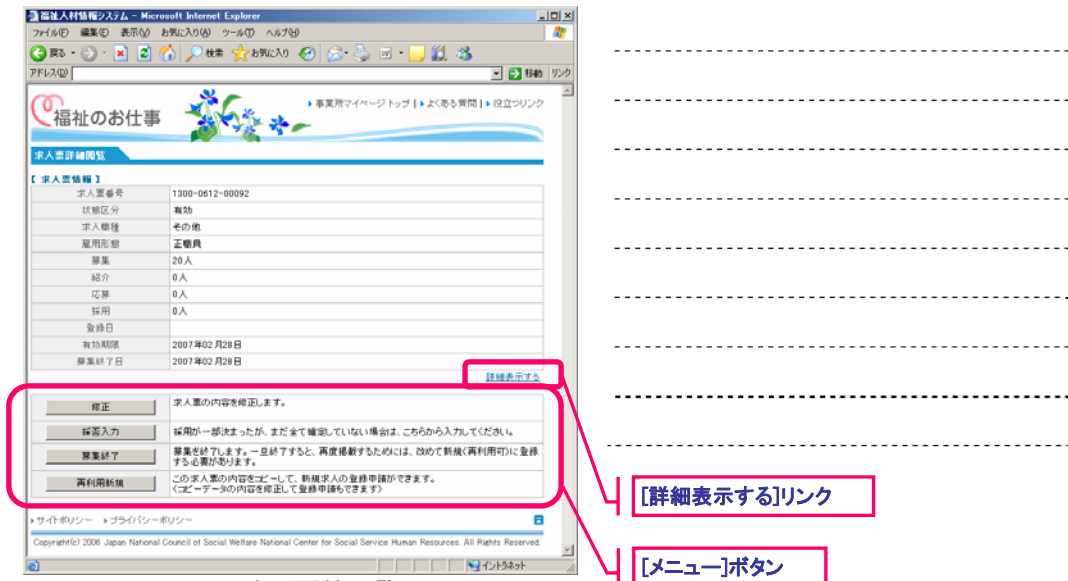 福祉人材情報システム - Microsoft Internet Explorer
ファイル(F) 編集(E) 表示(V) お気に入り(A) ツール(T) ヘルプ(H)
戻る 検索 お気に入り
アドレス(D) 移動 リンク
福祉のお仕事
事業所マイページトップ | よくある質問 | 役立つリンク
求人票詳細閲覧
【 求人票情報 】
求人票番号 1300-0612-00092
状態区分 有効
求人職種 その他
雇用形態 正職員
募集 20人
紹介 0人
応募 0人
採用 0人
登録日
有効期限 2007年02月28日
募集終了日 2007年02月28日
詳細表示する
修正 求人票の内容を修正します。
採否入力 採用が一部決まったが、まだ全て確定していない場合は、こちらから入力してください。
募集終了 募集を終了します。一旦終了すると、再度掲載するためには、改めて新規(再利用可)に登録
する必要があります。
再利用新規 この求人票の内容をコピーして、新規求人の登録申請ができます。
(コピーデータの内容を修正して登録申請もできます)
[詳細表示する]リンク
サイトポリシー プライバシーポリシー
Copyright(c) 2006 Japan National Council of Social Welfare National Center for Social Service Human Resources. All Rights Reserved.
[メニュー]ボタン
イントラネット